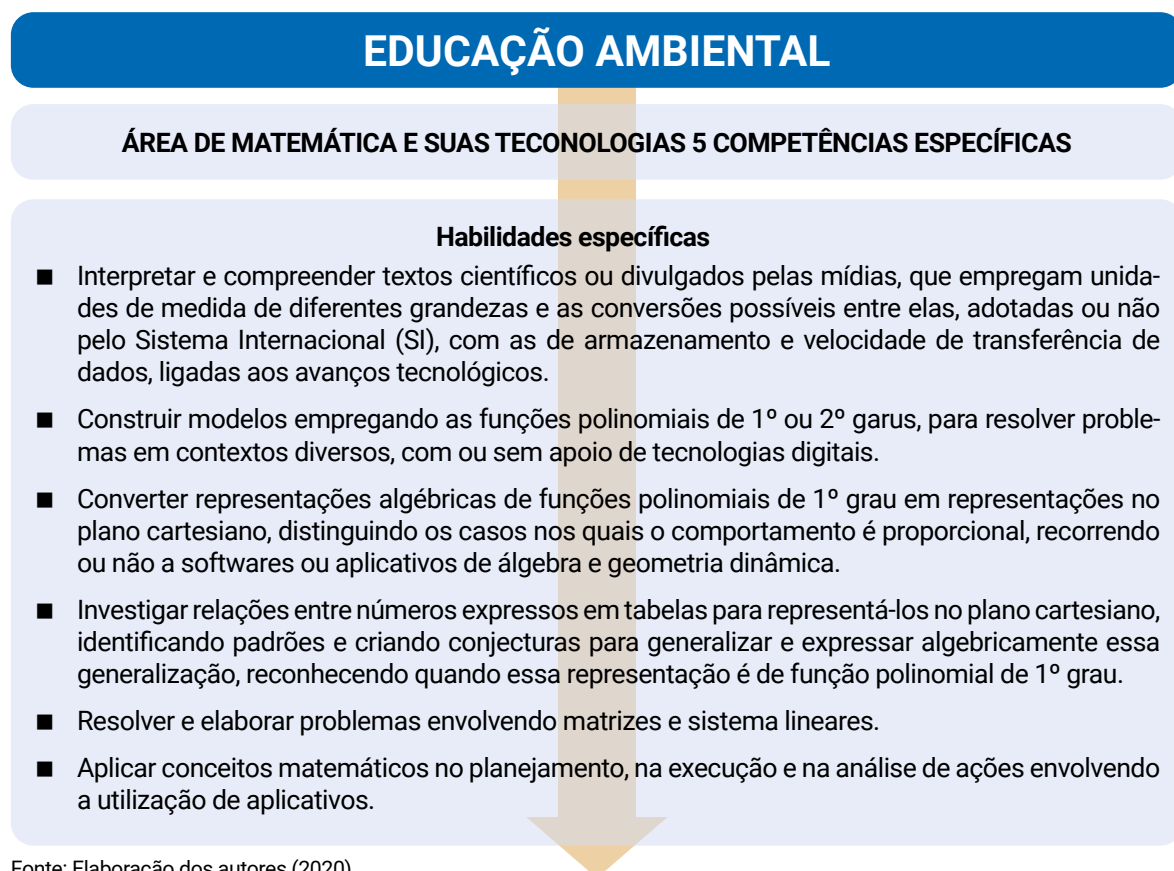 EDUCAÇÃO AMBIENTAL
ÁREA DE MATEMÁTICA E SUAS TECONOLOGIAS 5 COMPETÊNCIAS ESPECÍFICAS
Habilidades específicas
■ Interpretar e compreender textos científicos ou divulgados pelas mídias, que empregam unida-
des de medida de diferentes grandezas e as conversões possíveis entre elas, adotadas ou não
pelo Sistema Internacional (SI), com as de armazenamento e velocidade de transferência de
dados, ligadas aos avanços tecnológicos.
■ Construir modelos empregando as funções polinomiais de 1º ou 2º garus, para resolver proble-
mas em contextos diversos, com ou sem apoio de tecnologias digitais.
■ Converter representações algébricas de funções polinomiais de 1º grau em representações no
plano cartesiano, distinguindo os casos nos quais o comportamento é proporcional, recorrendo
ou não a softwares ou aplicativos de álgebra e geometria dinâmica.
■ Investigar relações entre números expressos em tabelas para representá-los no plano cartesiano,
identificando padrões e criando conjecturas para generalizar e expressar algebricamente essa
generalização, reconhecendo quando essa representação é de função polinomial de 1º grau.
■ Resolver e elaborar problemas envolvendo matrizes e sistema lineares.
■ Aplicar conceitos matemáticos no planejamento, na execução e na análise de ações envolvendo
a utilização de aplicativos.
Fonte: Elaboração dos autores (2020)